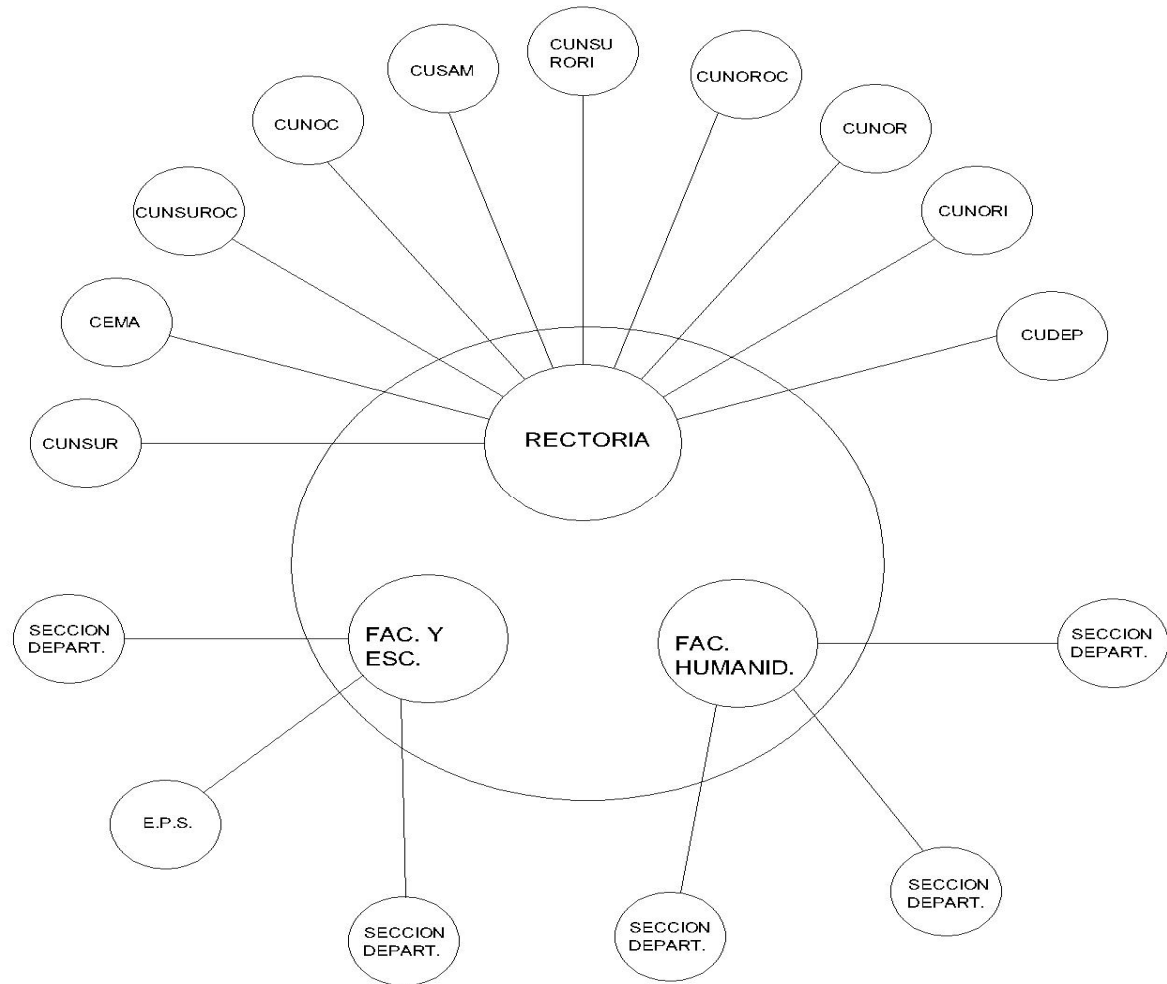 CUNSU
RORI
CUSAM
CUNOROC
CUNOC
CUNOR
CUNSUROC
CUNORI
CEMA
CUDEP
CUNSUR
RECTORIA
SECCION
DEPART.
FAC. Y
ESC.
FAC.
HUMANID.
SECCION
DEPART.
E.P.S.
SECCION
DEPART.
SECCION
DEPART.
SECCION
DEPART.